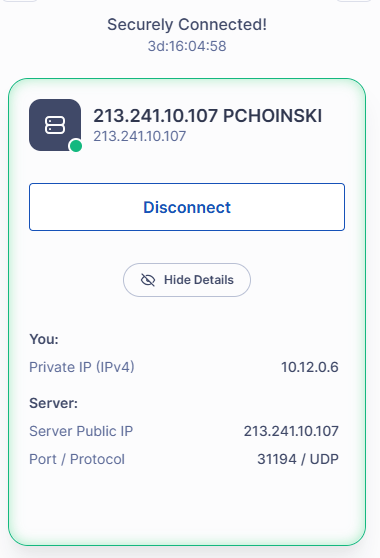 Securely Connected!
3d:16:04:58
213.241.10.107 PCHOINSKI
213.241.10.107
Disconnect
Hide Details
You:
Private IP (IPv4) 10.12.0.6
Server:
Server Public IP 213.241.10.107
Port / Protocol 31194 / UDP